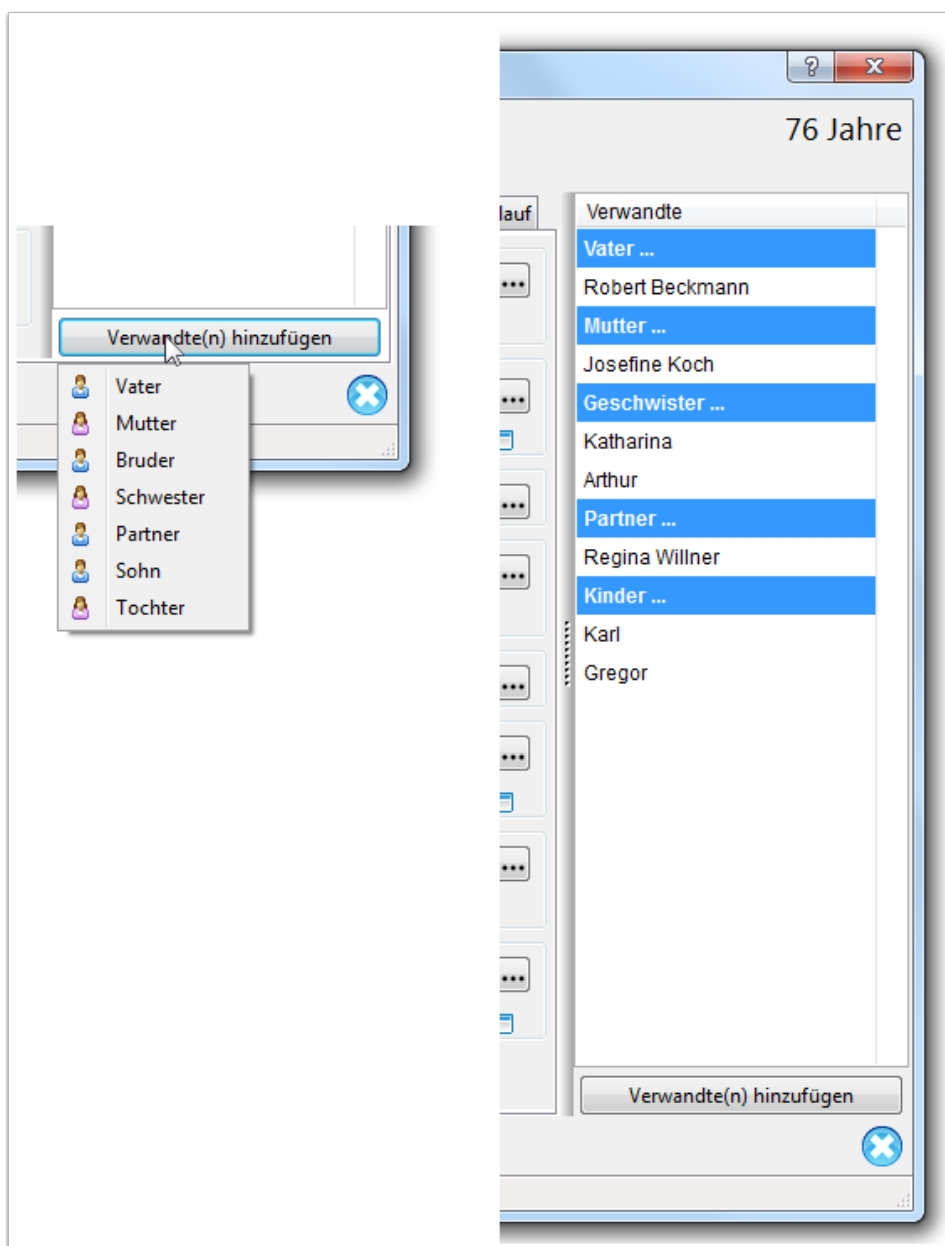 Verwandte(n) hinzufügen
Vater
Mutter
Bruder
Schwester
Partner
Sohn
Tochter
76 Jahre
lauf
Verwandte
Vater ...
Robert Beckmann
Mutter ...
Josefine Koch
Geschwister ...
Katharina
Arthur
Partner ...
Regina Willner
Kinder ...
Karl
Gregor
Verwandte(n) hinzufügen